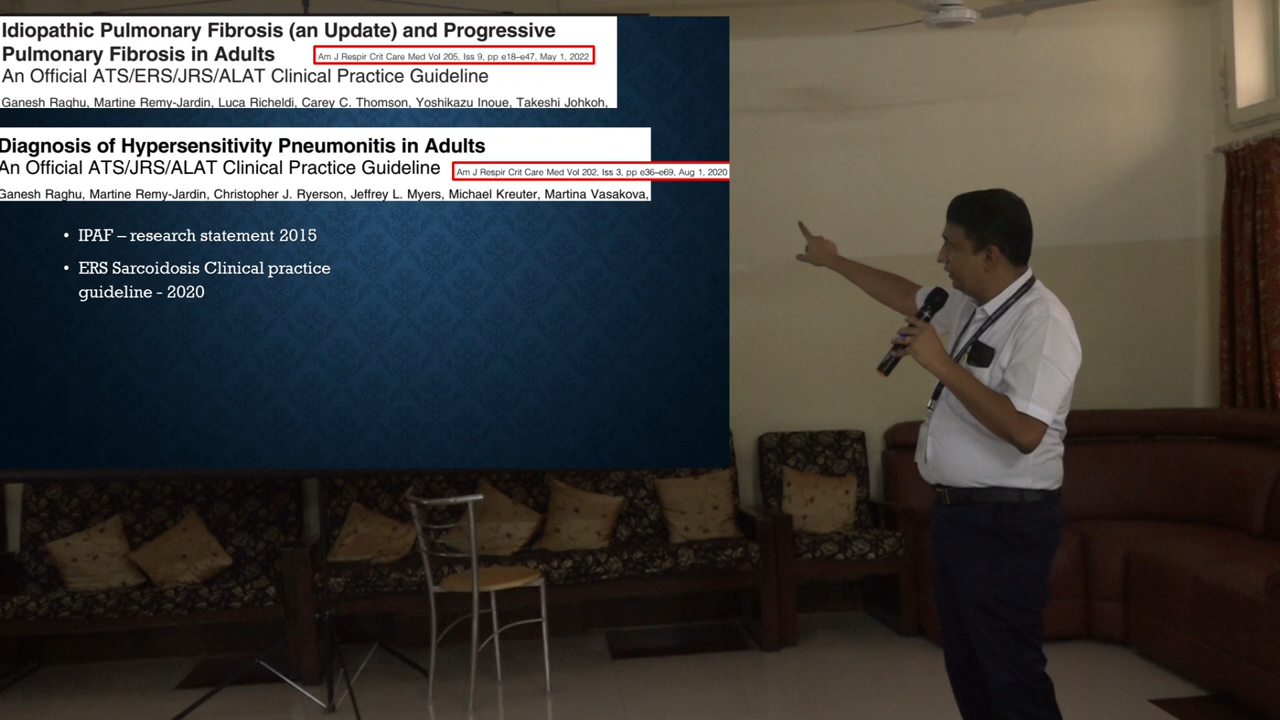 Idiopathic Pulmonary Fibrosis (an Update) and Progressive
Pulmonary Fibrosis in Adults
Am J Respir Crit Care Med Vol 205, Iss 9, pp e18–e47, May 1, 2022
An Official ATS/ERS/JRS/ALAT Clinical Practice Guideline
Ganesh Raghu, Martine Remy-Jardin, Luca Richeldi, Carey C. Thomson, Yoshikazu Inoue, Takeshi Johkoh,
Diagnosis of Hypersensitivity Pneumonitis in Adults
An Official ATS/JRS/ALAT Clinical Practice Guideline
Am J Respir Crit Care Med Vol 202, Iss 3, pp e36–e69, Aug 1, 2020
Ganesh Raghu, Martine Remy-Jardin, Christopher J. Ryerson, Jeffrey L. Myers, Michael Kreuter, Martina Vasakova,
• IPAF – research statement 2015
• ERS Sarcoidosis Clinical practice
guideline - 2020